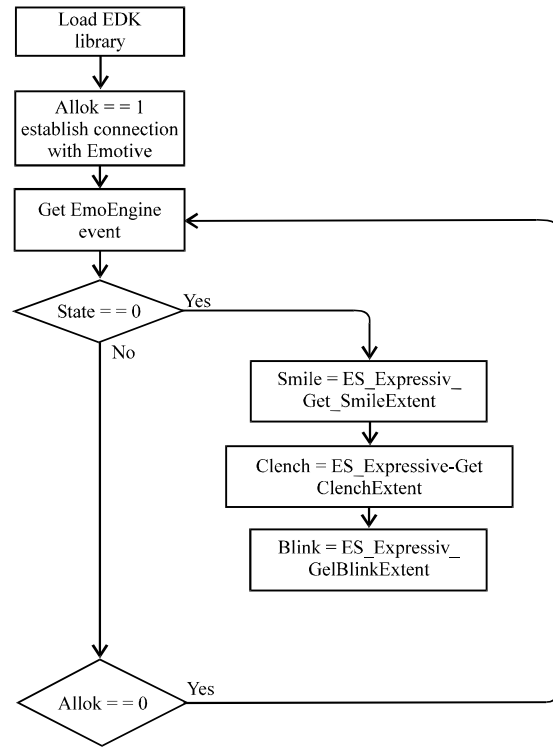 Load EDK
library
Allok = = 1
establish connection
with Emotive
Get EmoEngine
event
State = = 0
Yes
No
Smile = ES_Expressiv_
Get_SmileExtent
Clench = ES_Expressive-Get
ClenchExtent
Blink = ES_Expressiv_
GelBlinkExtent
Allok = = 0
Yes